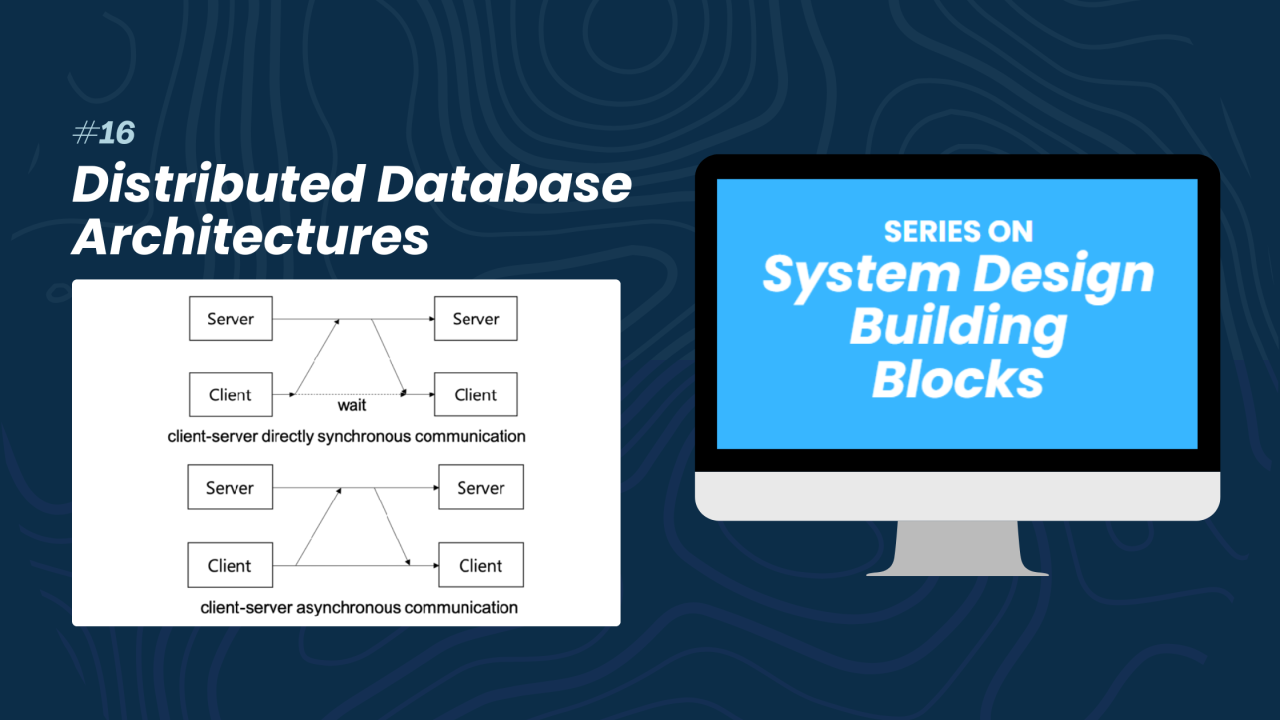 #16
Distributed Database
Architectures
Server
Server
Client
wait
Client
client-server directly synchronous communication
Server
Server
Client
Client
client-server asynchronous communication
SERIES ON
System Design
Building
Blocks